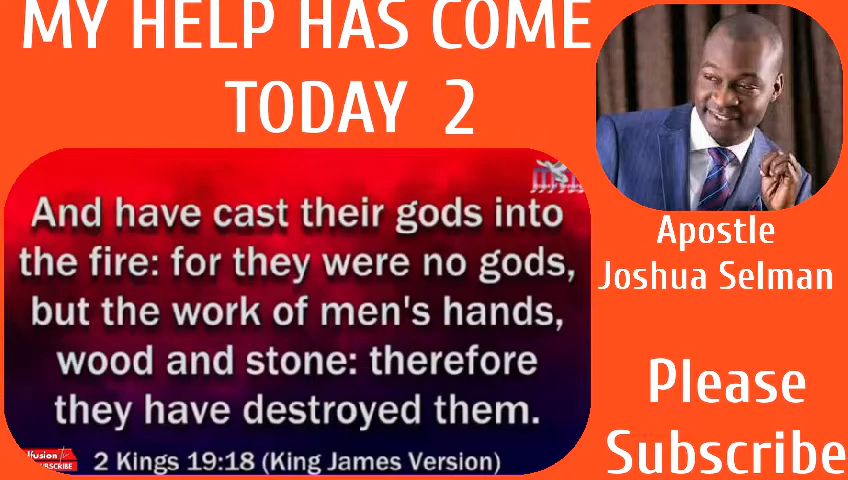 MY HELP HAS COME
TODAY 2
And have cast their gods into
the fire: for they were no gods,
but the work of men's hands,
wood and stone: therefore
they have destroyed them.
2 Kings 19:18 (King James Version)
Apostle
Joshua Selman
Please
Subscribe
SUBSCRIBE